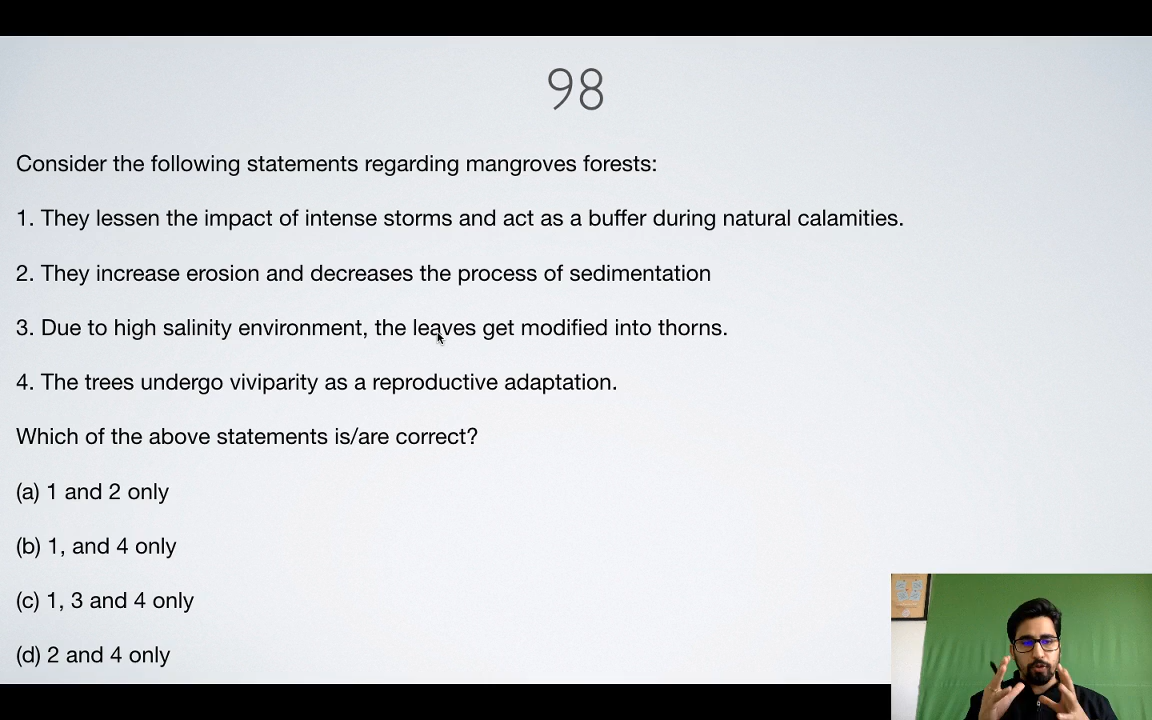 98
Consider the following statements regarding mangroves forests:
1. They lessen the impact of intense storms and act as a buffer during natural calamities.
2. They increase erosion and decreases the process of sedimentation
3. Due to high salinity environment, the leaves get modified into thorns.
4. The trees undergo viviparity as a reproductive adaptation.
Which of the above statements is/are correct?
(a) 1 and 2 only
(b) 1, and 4 only
(c) 1, 3 and 4 only
(d) 2 and 4 only